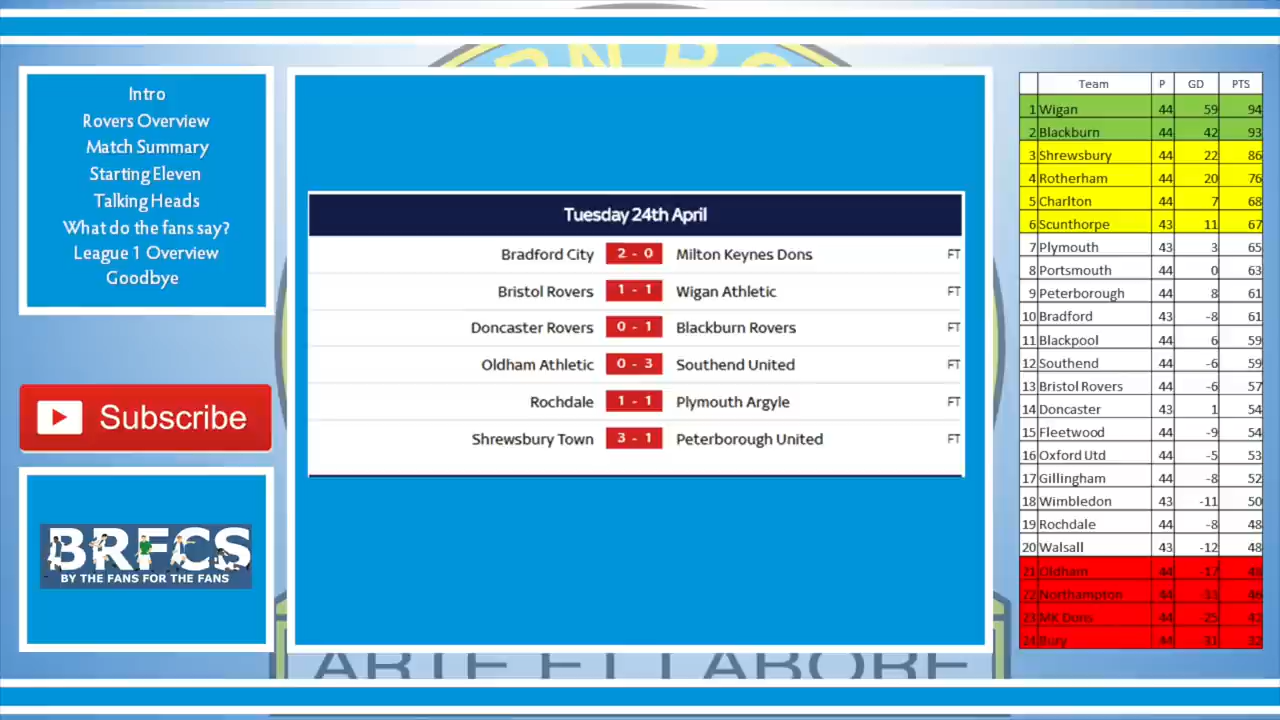 RN RO
Intro
Rovers Overview
Match Summary
Starting Eleven
Talking Heads
What do the fans say?
League 1 Overview
Goodbye
Subscribe
BRFCS
BY THE FANS FOR THE FANS
Tuesday 24th April
Bradford City 2 - 0 Milton Keynes Dons FT
Bristol Rovers 1 - 1 Wigan Athletic FT
Doncaster Rovers 0 - 1 Blackburn Rovers FT
Oldham Athletic 0 - 3 Southend United FT
Rochdale 1 - 1 Plymouth Argyle FT
Shrewsbury Town 3 - 1 Peterborough United FT
Team P GD PTS
1 Wigan 44 59 94
2 Blackburn 44 42 93
3 Shrewsbury 44 22 86
4 Rotherham 44 20 76
5 Charlton 44 7 68
6 Scunthorpe 43 11 67
7 Plymouth 43 3 65
8 Portsmouth 44 0 63
9 Peterborough 44 8 61
10 Bradford 43 -8 61
11 Blackpool 44 6 59
12 Southend 44 -6 59
13 Bristol Rovers 44 -6 57
14 Doncaster 43 1 54
15 Fleetwood 44 -9 54
16 Oxford Utd 44 -5 53
17 Gillingham 44 -8 52
18 Wimbledon 43 -11 50
19 Rochdale 44 -8 48
20 Walsall 43 -12 48
21 Oldham 44 -17 48
22 Northampton 44 -33 46
23 MK Dons 44 -25 42
24 Bury 44 -31 32
ARTE ET LABORE